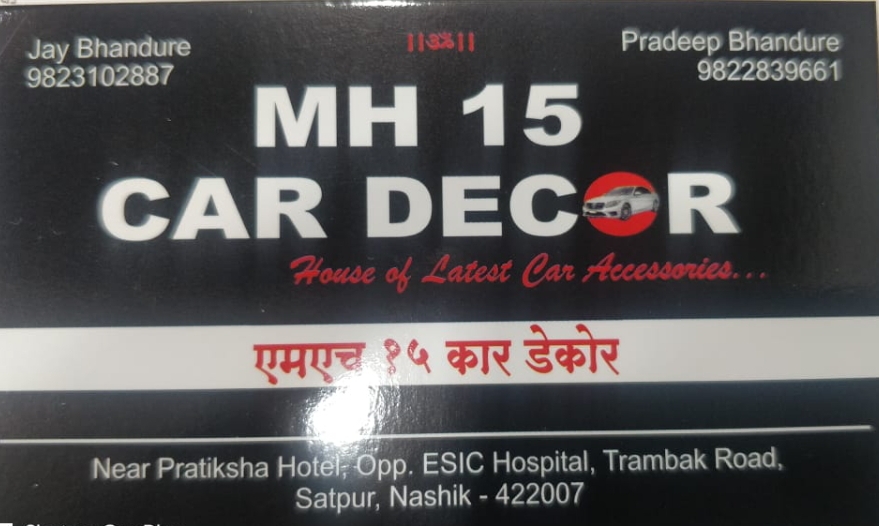 Jay Bhandure
9823102887
||ॐ||
Pradeep Bhandure
9822839661
MH 15
CAR DECOR
House of Latest Car Accessories...
एमएच १५ कार डेकोर
Near Pratiksha Hotel, Opp. ESIC Hospital, Trambak Road,
Satpur, Nashik - 422007